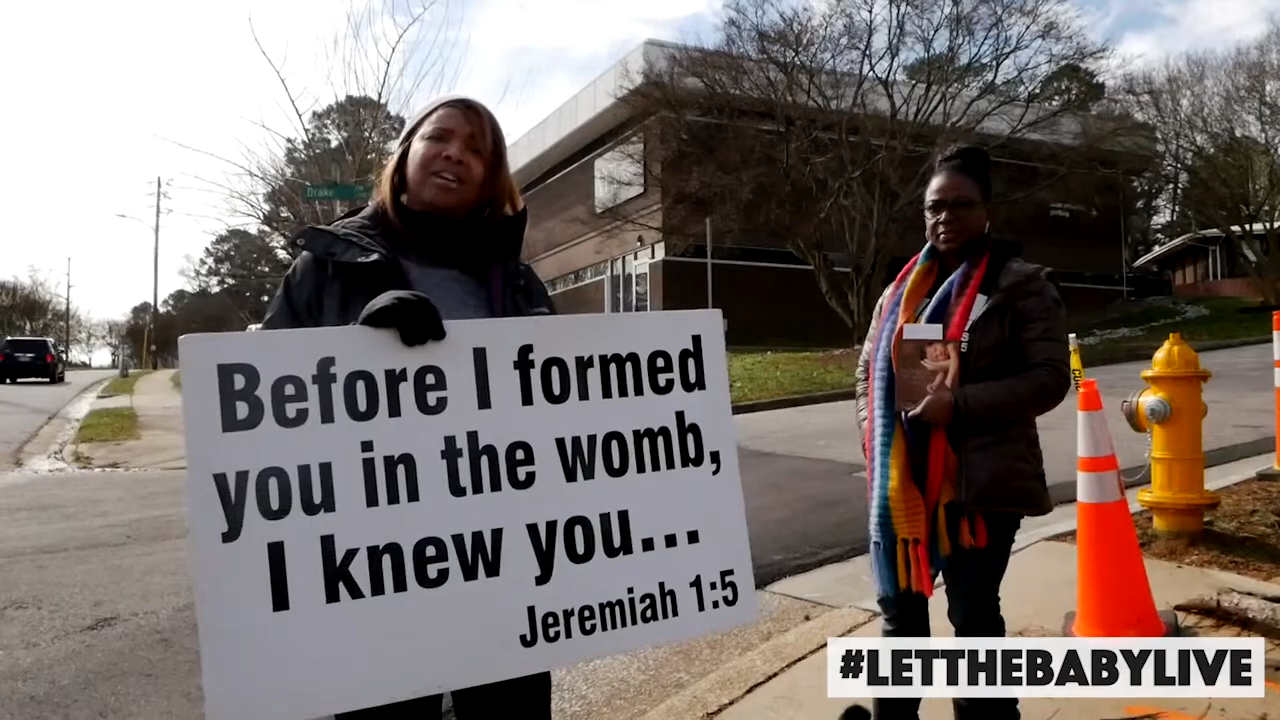 Drake
Before I formed
you in the womb,
I knew you...
Jeremiah 1:5
#LETTHEBABYLIVE